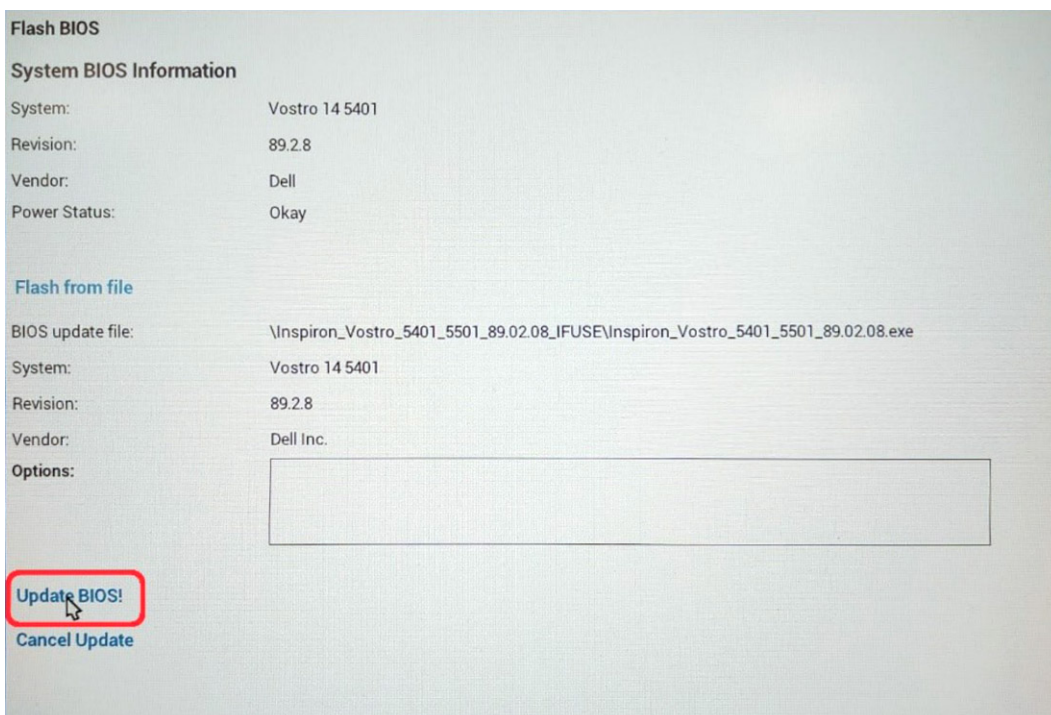 Flash BIOS
System BIOS Information
System: Vostro 14 5401
Revision: 89.2.8
Vendor: Dell
Power Status: Okay
Flash from file
BIOS update file: \Inspiron_Vostro_5401_5501_89.02.08_IFUSE\Inspiron_Vostro_5401_5501_89.02.08.exe
System: Vostro 14 5401
Revision: 89.2.8
Vendor: Dell Inc.
Options:
Update BIOS!
Cancel Update